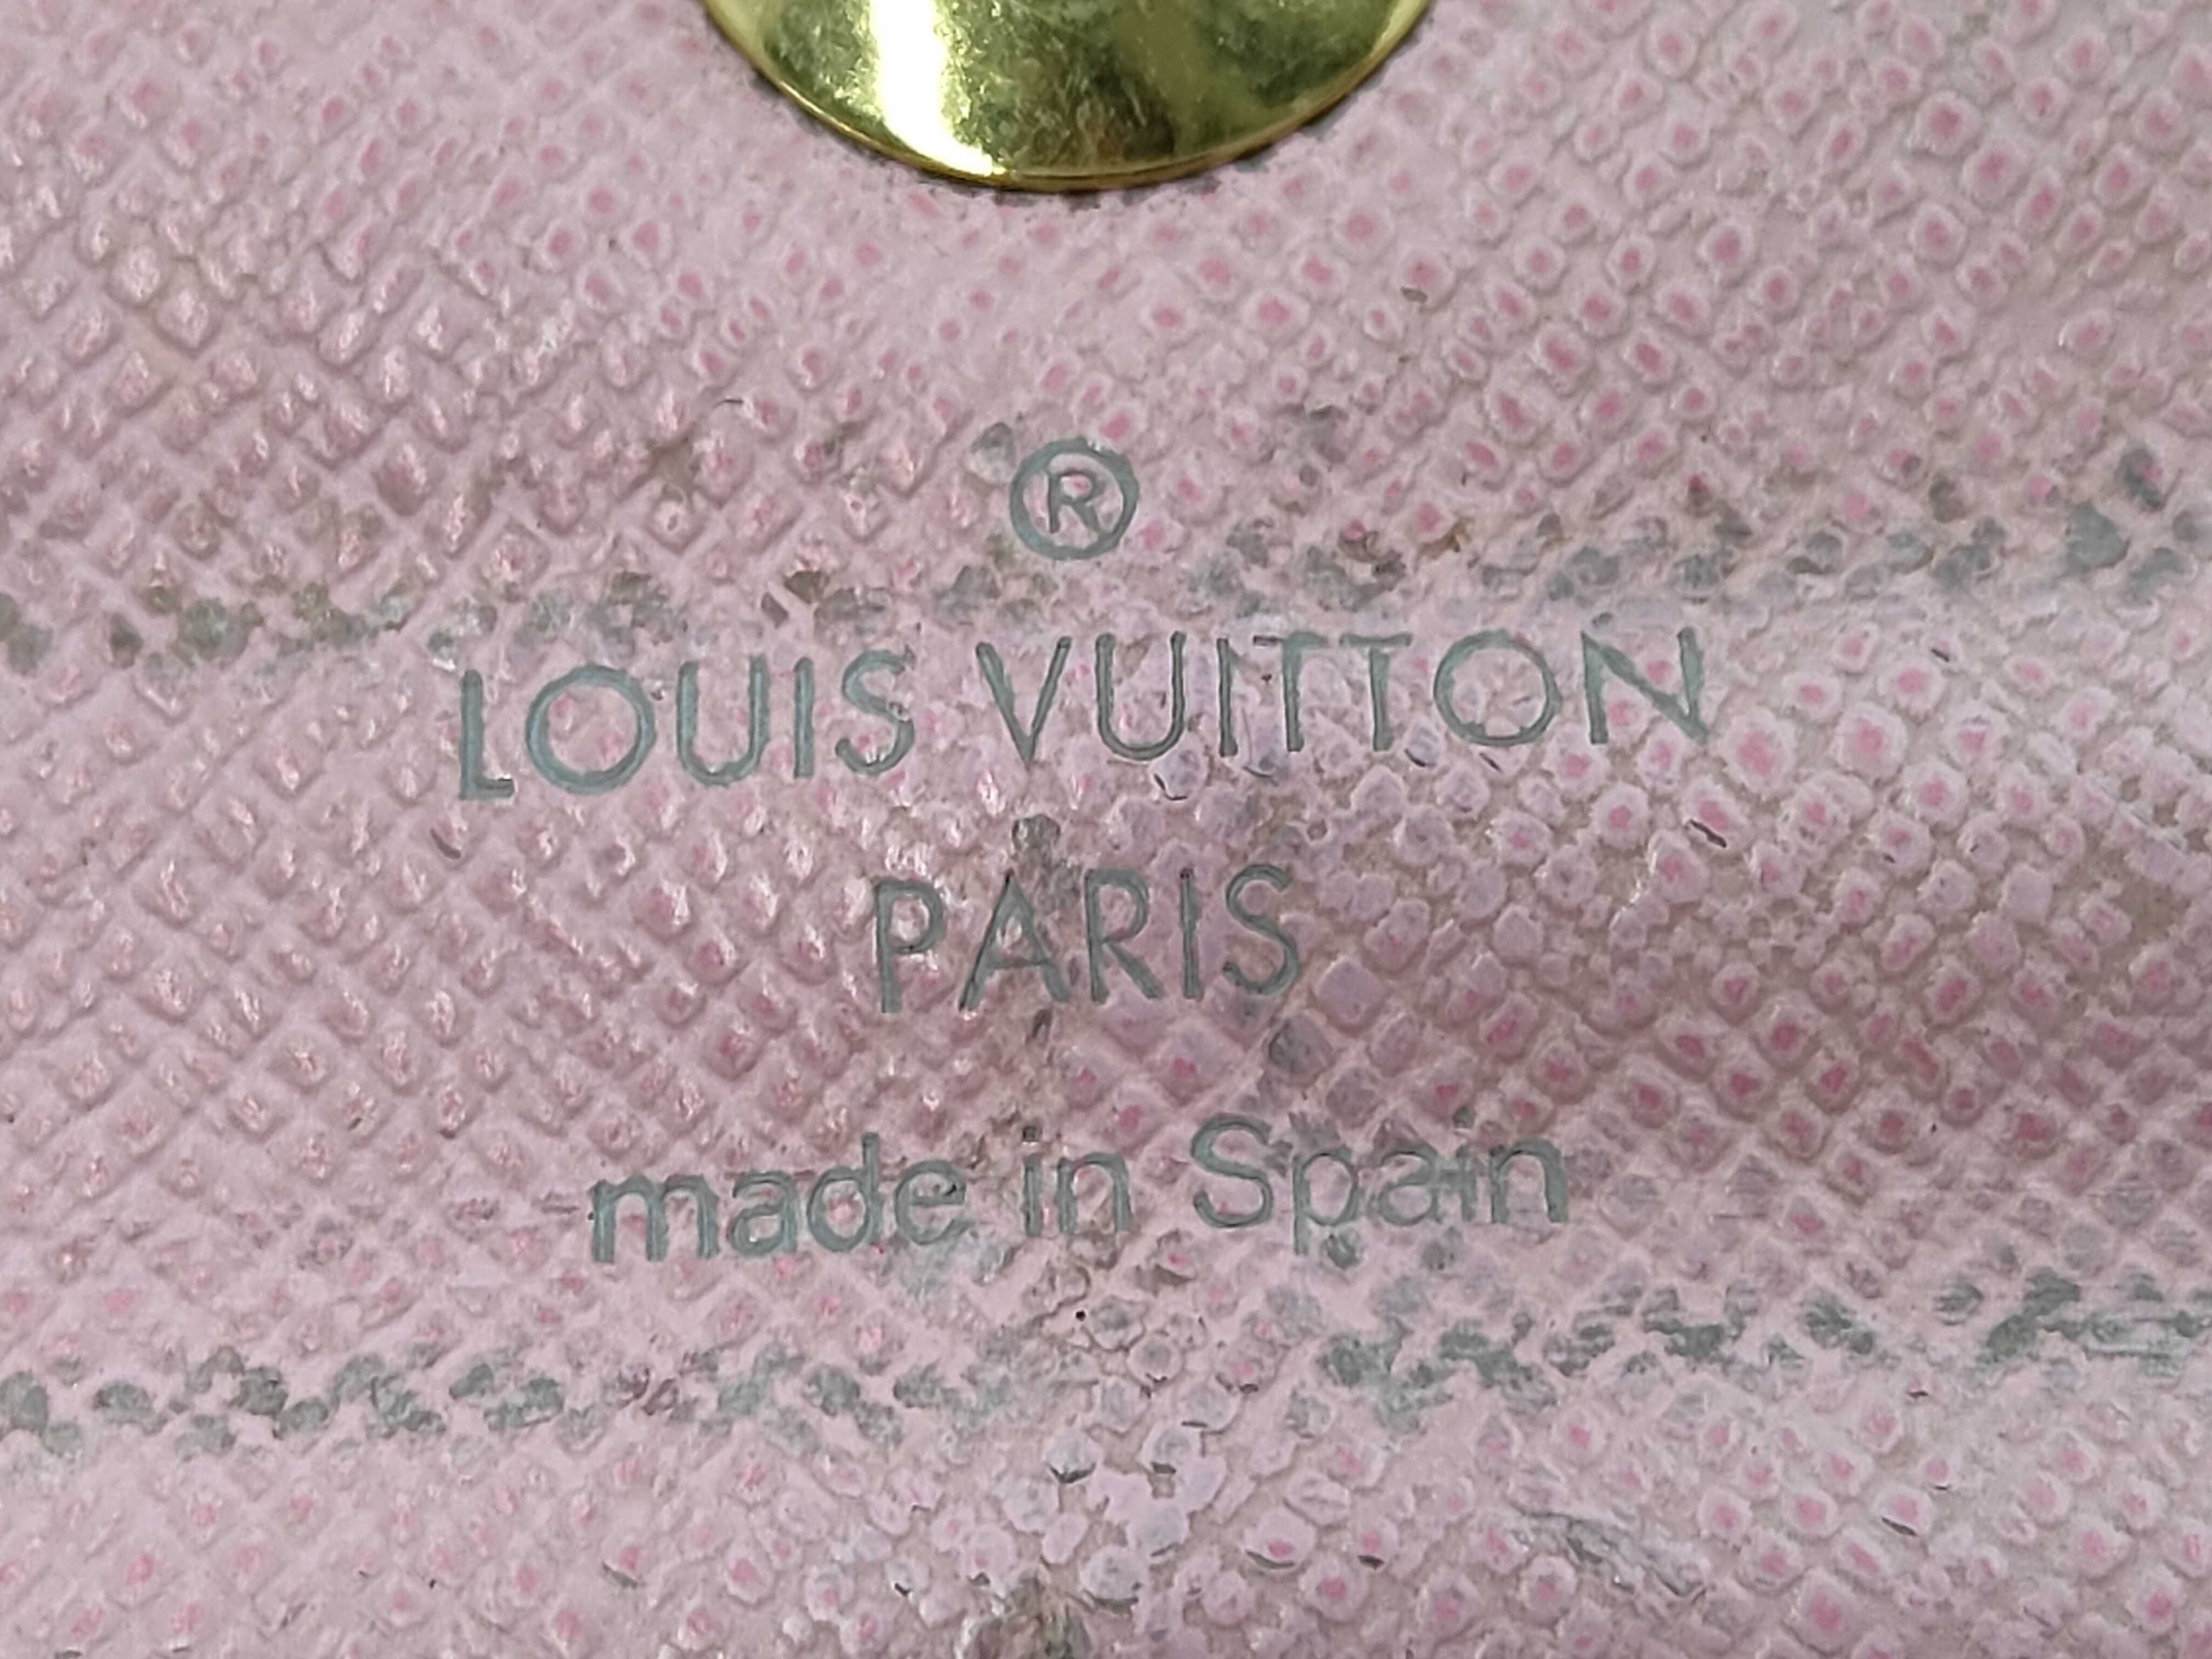 ®
LOUIS VUITTON
PARIS
made in Spain